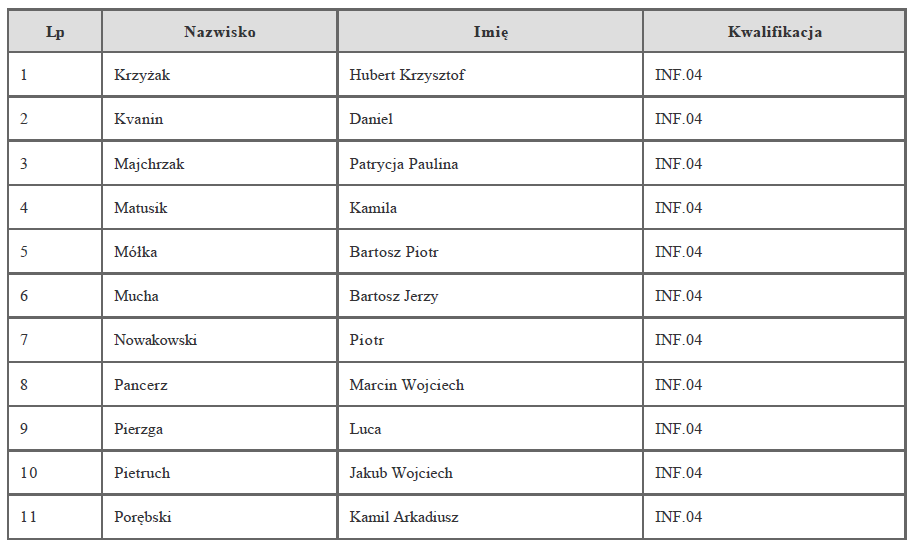 Lp Nazwisko Imię Kwalifikacja
1 Krzyżak Hubert Krzysztof INF.04
2 Kvanin Daniel INF.04
3 Majchrzak Patrycja Paulina INF.04
4 Matusik Kamila INF.04
5 Mółka Bartosz Piotr INF.04
6 Mucha Bartosz Jerzy INF.04
7 Nowakowski Piotr INF.04
8 Pancerz Marcin Wojciech INF.04
9 Pierzga Luca INF.04
10 Pietruch Jakub Wojciech INF.04
11 Porębski Kamil Arkadiusz INF.04